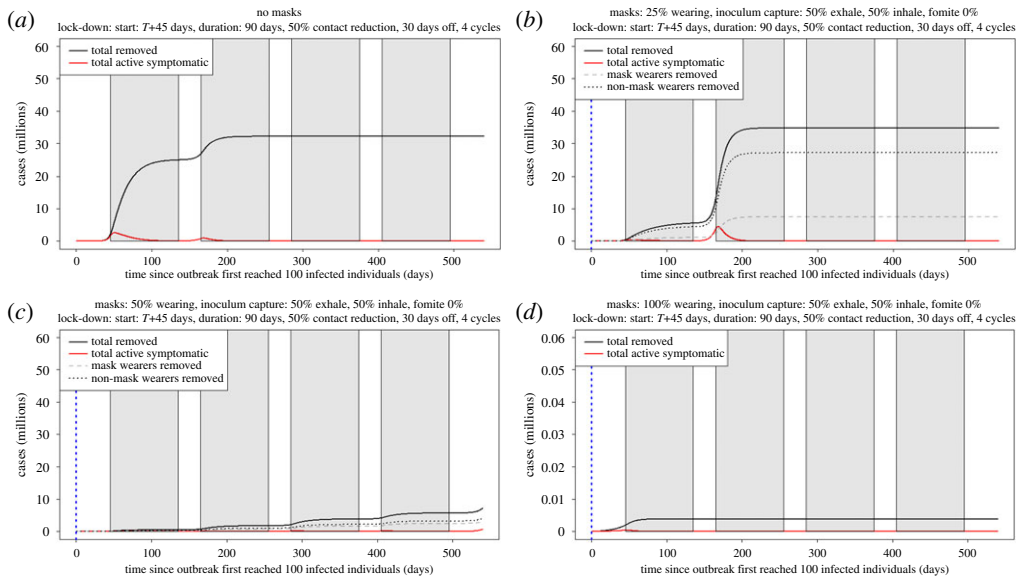 (a)
no masks
lock-down: start: T+45 days, duration: 90 days, 50% contact reduction, 30 days off, 4 cycles
total removed
total active symptomatic
60
50
40
30
20
10
0
cases (millions)
0 100 200 300 400 500
time since outbreak first reached 100 infected individuals (days)
(b)
masks: 25% wearing, inoculum capture: 50% exhale, 50% inhale, fomite 0%
lock-down: start: T+45 days, duration: 90 days, 50% contact reduction, 30 days off, 4 cycles
total removed
total active symptomatic
mask wearers removed
non-mask wearers removed
60
50
40
30
20
10
0
cases (millions)
0 100 200 300 400 500
time since outbreak first reached 100 infected individuals (days)
(c)
masks: 50% wearing, inoculum capture: 50% exhale, 50% inhale, fomite 0%
lock-down: start: T+45 days, duration: 90 days, 50% contact reduction, 30 days off, 4 cycles
total removed
total active symptomatic
mask wearers removed
non-mask wearers removed
60
50
40
30
20
10
0
cases (millions)
0 100 200 300 400 500
time since outbreak first reached 100 infected individuals (days)
(d)
masks: 100% wearing, inoculum capture: 50% exhale, 50% inhale, fomite 0%
lock-down: start: T+45 days, duration: 90 days, 50% contact reduction, 30 days off, 4 cycles
total removed
total active symptomatic
0.06
0.05
0.04
0.03
0.02
0.01
0
cases (millions)
0 100 200 300 400 500
time since outbreak first reached 100 infected individuals (days)